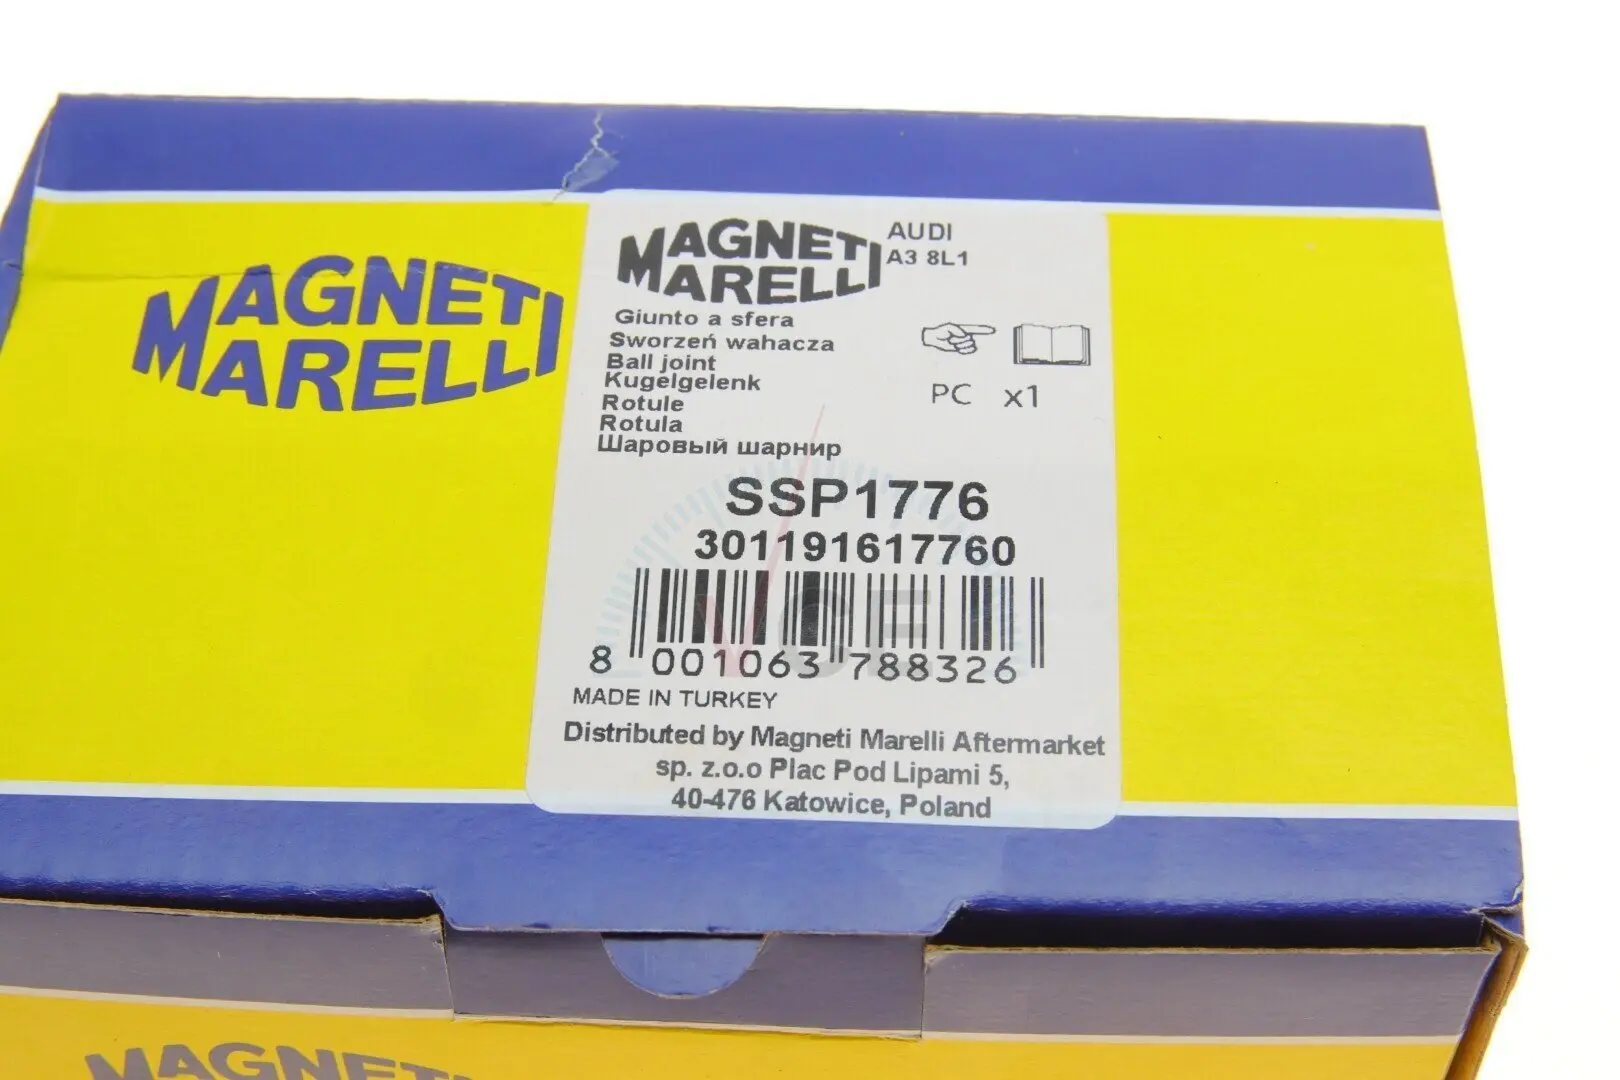 MAGNETI
MARELLI
MAGNETI
MARELLI
AUDI
A3 8L1
Giunto a sfera
Sworzeń wahacza
Ball joint
Kugelgelenk
Rotule
Rotula
Шаровый шарнир
PC x1
SSP1776
301191617760
8 001063 788326
MADE IN TURKEY
Distributed by Magneti Marelli Aftermarket
sp. z.o.o Plac Pod Lipami 5,
40-476 Katowice, Poland
MAGNETI